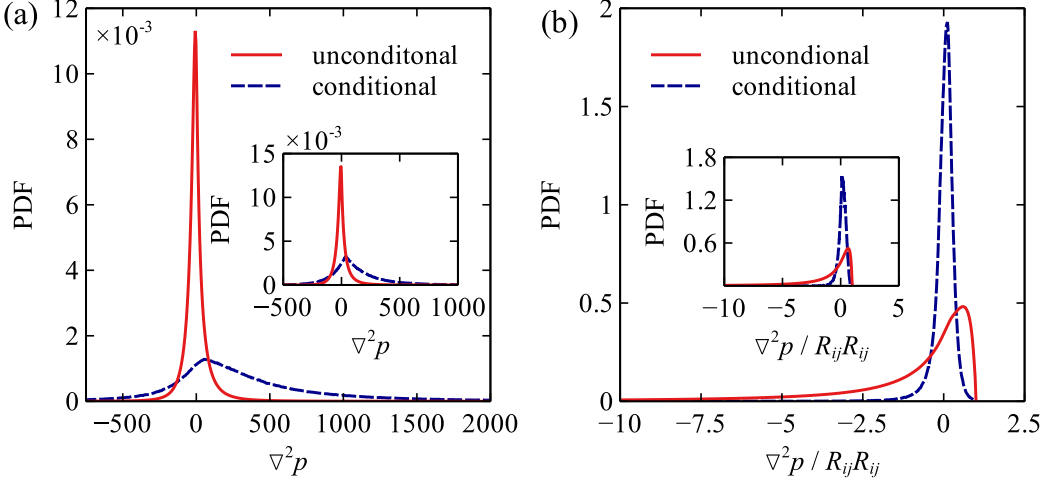 (a)
12
×10⁻³
10
8
6
4
2
0
PDF
unconditonal
conditional
×10⁻³
15
10
5
0
PDF
−500 0 500 1000
∇²p
−500 0 500 1000 1500 2000
∇²p
(b)
2
1.5
1
0.5
0
PDF
uncondional
conditional
1.8
1.2
0.6
PDF
−10 −5 0 5
∇²p / RᵢⱼRᵢⱼ
−10 −7.5 −5 −2.5 0 2.5
∇²p / RᵢⱼRᵢⱼ